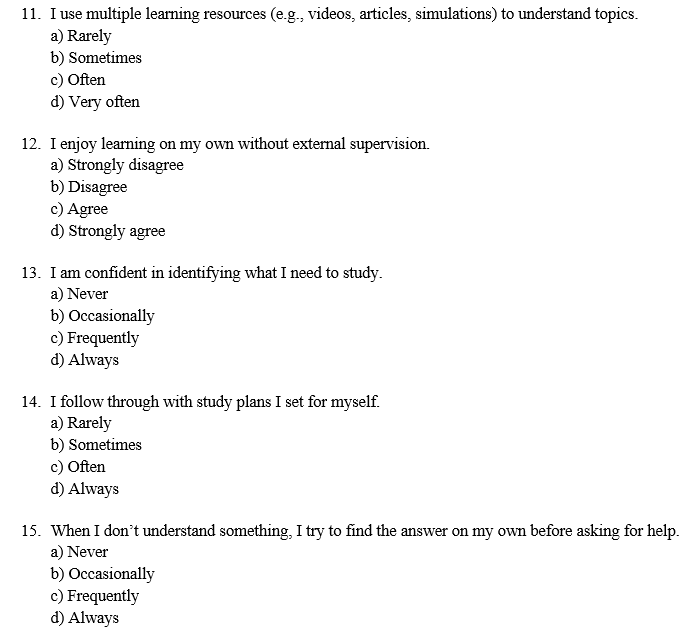 11. I use multiple learning resources (e.g., videos, articles, simulations) to understand topics.
a) Rarely
b) Sometimes
c) Often
d) Very often
12. I enjoy learning on my own without external supervision.
a) Strongly disagree
b) Disagree
c) Agree
d) Strongly agree
13. I am confident in identifying what I need to study.
a) Never
b) Occasionally
c) Frequently
d) Always
14. I follow through with study plans I set for myself.
a) Rarely
b) Sometimes
c) Often
d) Always
15. When I don’t understand something, I try to find the answer on my own before asking for help.
a) Never
b) Occasionally
c) Frequently
d) Always